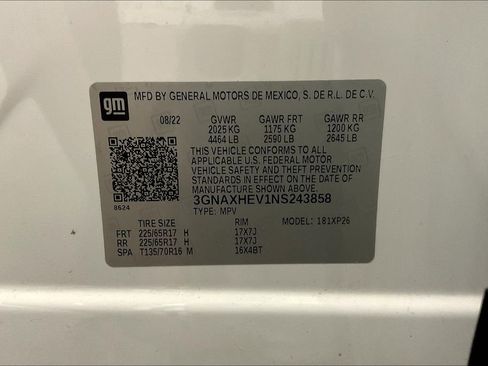 gm
MFD BY GENERAL MOTORS DE MEXICO, S. DE R.L. DE C.V.
08/22 GVWR GAWR FRT GAWR RR
2025 KG 1175 KG 1200 KG
4464 LB 2590 LB 2645 LB
THIS VEHICLE CONFORMS TO ALL
APPLICABLE U.S. FEDERAL MOTOR
VEHICLE SAFETY AND THEFT PREVENTION
STANDARDS IN EFFECT ON THE DATE OF
MANUFACTURE SHOWN ABOVE.
3GNAXHEV1NS243858
8624
TYPE: MPV MODEL: 181XP26
TIRE SIZE RIM
FRT 225/65R17 H 17X7J
RR 225/65R17 H 17X7J
SPA T135/70R16 M 16X4BT